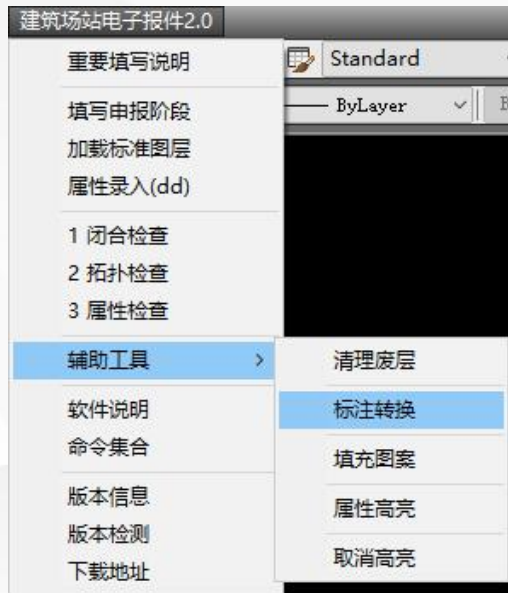 建筑场站电子报件2.0
重要填写说明
Standard
填写申报阶段
ByLayer
加载标准图层
属性录入(dd)
1 闭合检查
2 拓扑检查
3 属性检查
辅助工具
清理废层
软件说明
标注转换
命令集合
填充图案
版本信息
属性高亮
版本检测
取消高亮
下载地址